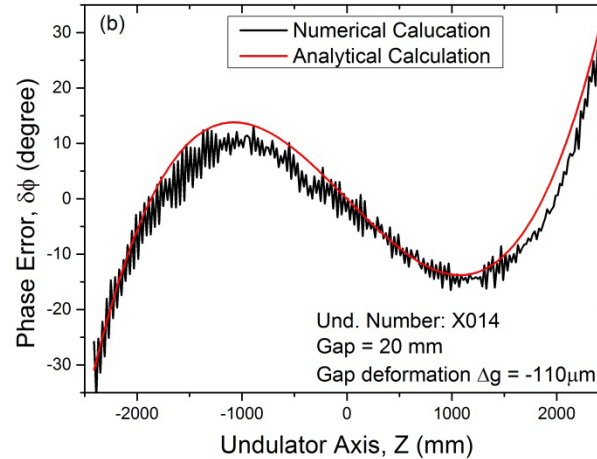 (b)
Numerical Calucation
Analytical Calculation
30
20
10
0
-10
-20
-30
Phase Error, δϕ (degree)
Und. Number: X014
Gap = 20 mm
Gap deformation Δg = -110μm
-2000 -1000 0 1000 2000
Undulator Axis, Z (mm)